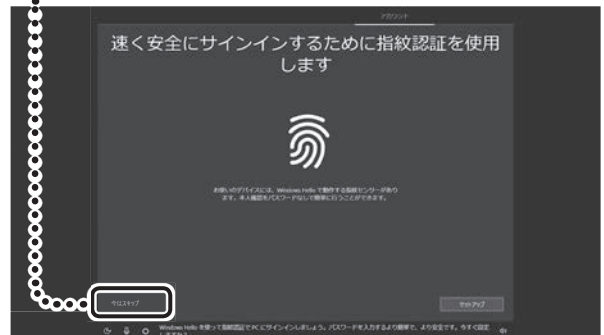 アカウント
速く安全にサインインするために指紋認証を使用
します
お使いのデバイスには、Windows Hello で動作する指紋センサーがあり
ます。本人確認をパスワードなしで簡単に行うことができます。
今はスキップ
セットアップ
Windows Hello を使って指紋認証で PC にサインインしましょう。パスワードを入力するより簡単で、より安全です。今すぐ設定
しますか?